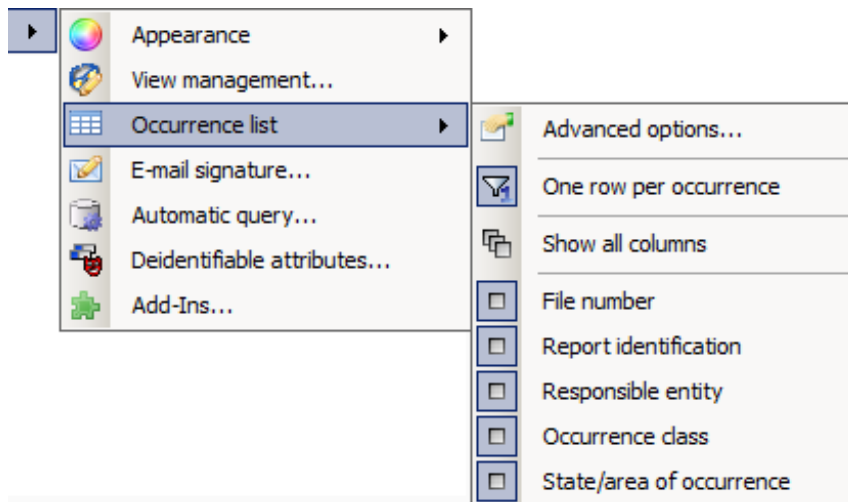 Appearance
View management...
Occurrence list
E-mail signature...
Automatic query...
Deidentifiable attributes...
Add-Ins...
Advanced options...
One row per occurrence
Show all columns
File number
Report identification
Responsible entity
Occurrence class
State/area of occurrence